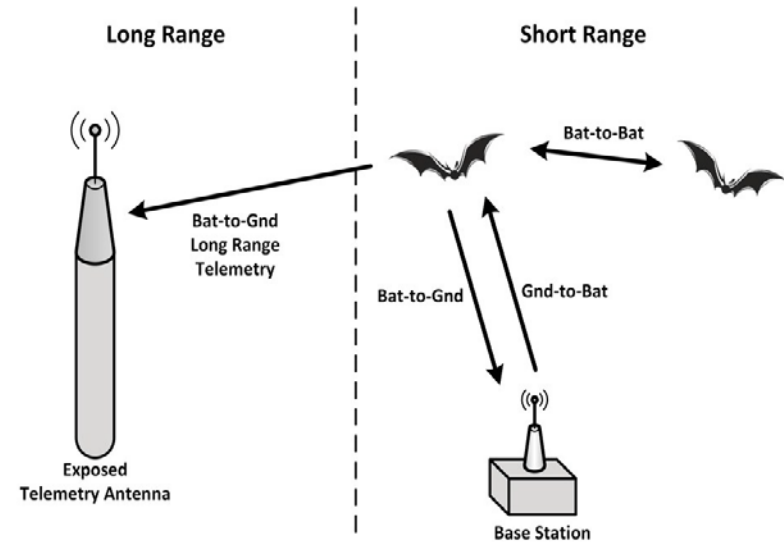 Long Range
Short Range
Bat-to-Bat
Bat-to-Gnd
Long Range
Telemetry
Bat-to-Gnd
Gnd-to-Bat
Exposed
Telemetry Antenna
Base Station